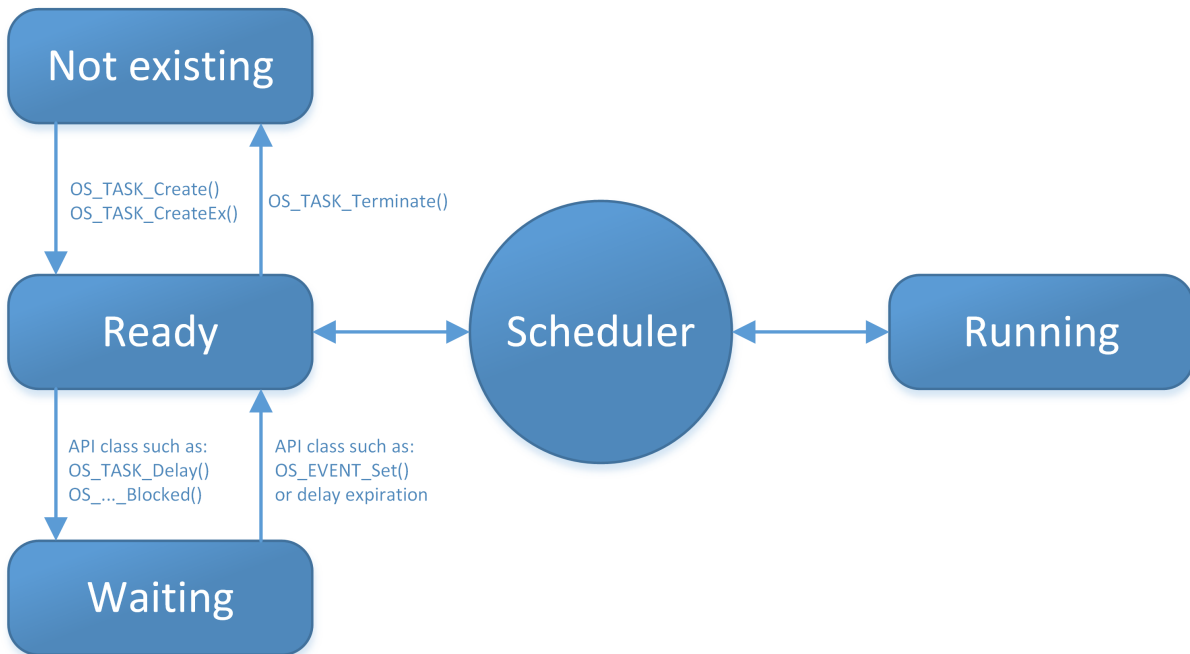 Not existing
OS_TASK_Create()
OS_TASK_CreateEx()
OS_TASK_Terminate()
Ready
Scheduler
Running
API class such as:
OS_TASK_Delay()
OS_..._Blocked()
API class such as:
OS_EVENT_Set()
or delay expiration
Waiting